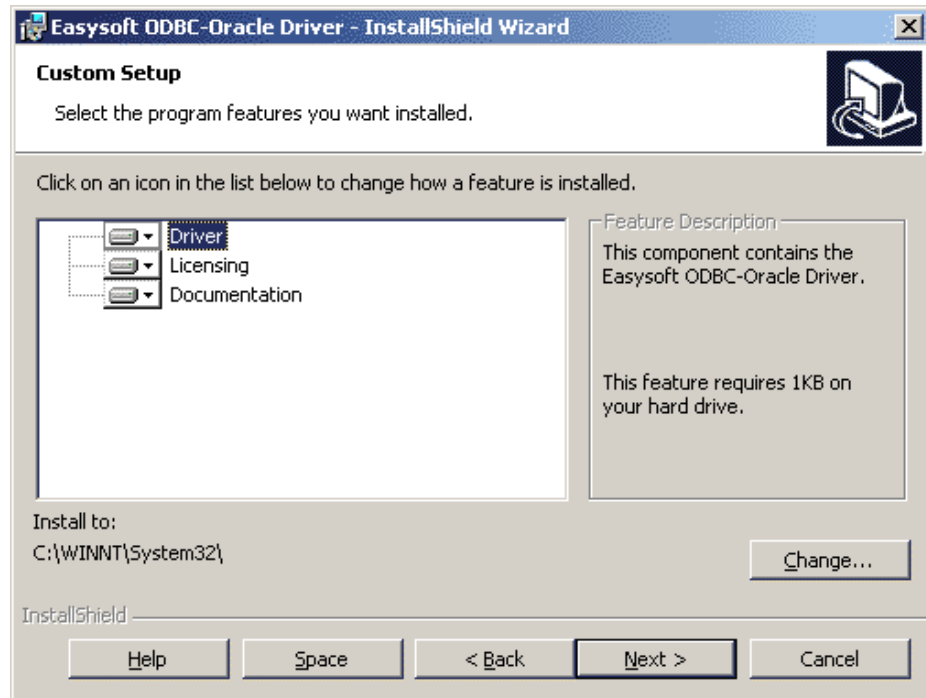 Easysoft ODBC-Oracle Driver - InstallShield Wizard
Custom Setup
Select the program features you want installed.
Click on an icon in the list below to change how a feature is installed.
Driver
Licensing
Documentation
Feature Description
This component contains the
Easysoft ODBC-Oracle Driver.
This feature requires 1KB on
your hard drive.
Install to:
C:\WINNT\System32\
Change...
InstallShield
Help
Space
< Back
Next >
Cancel